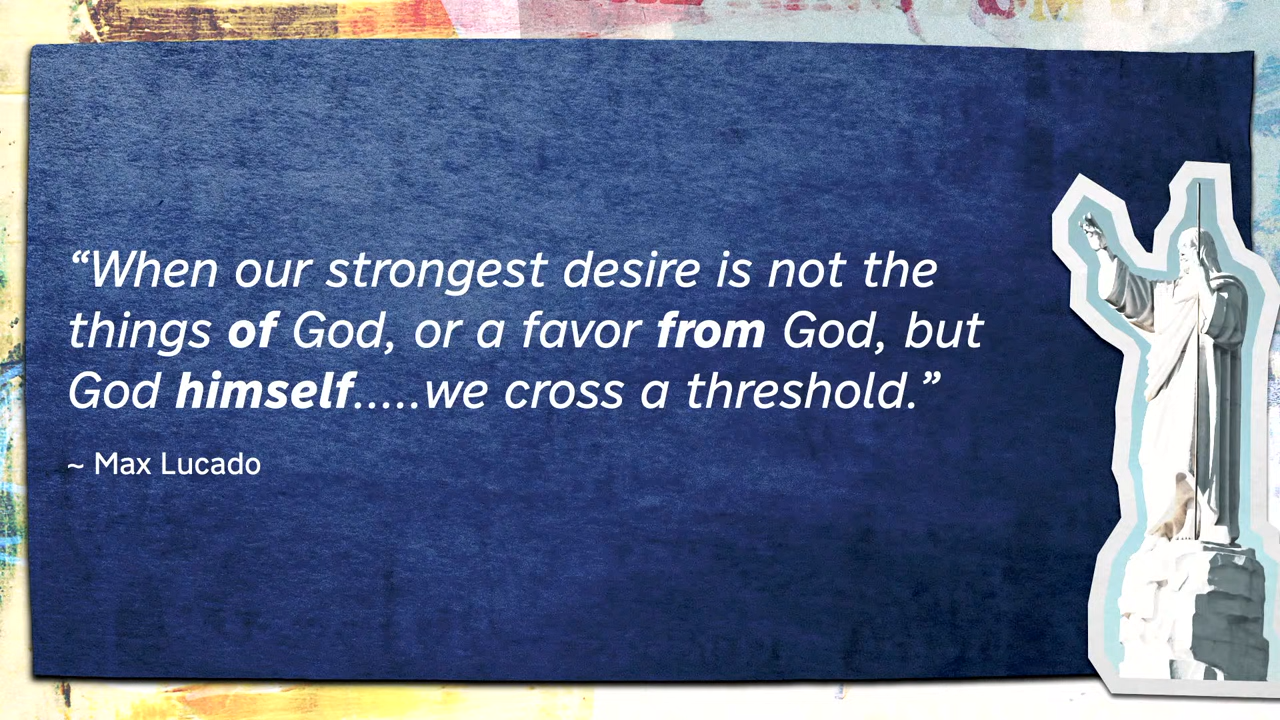 “When our strongest desire is not the
things of God, or a favor from God, but
God himself.....we cross a threshold.”
~ Max Lucado